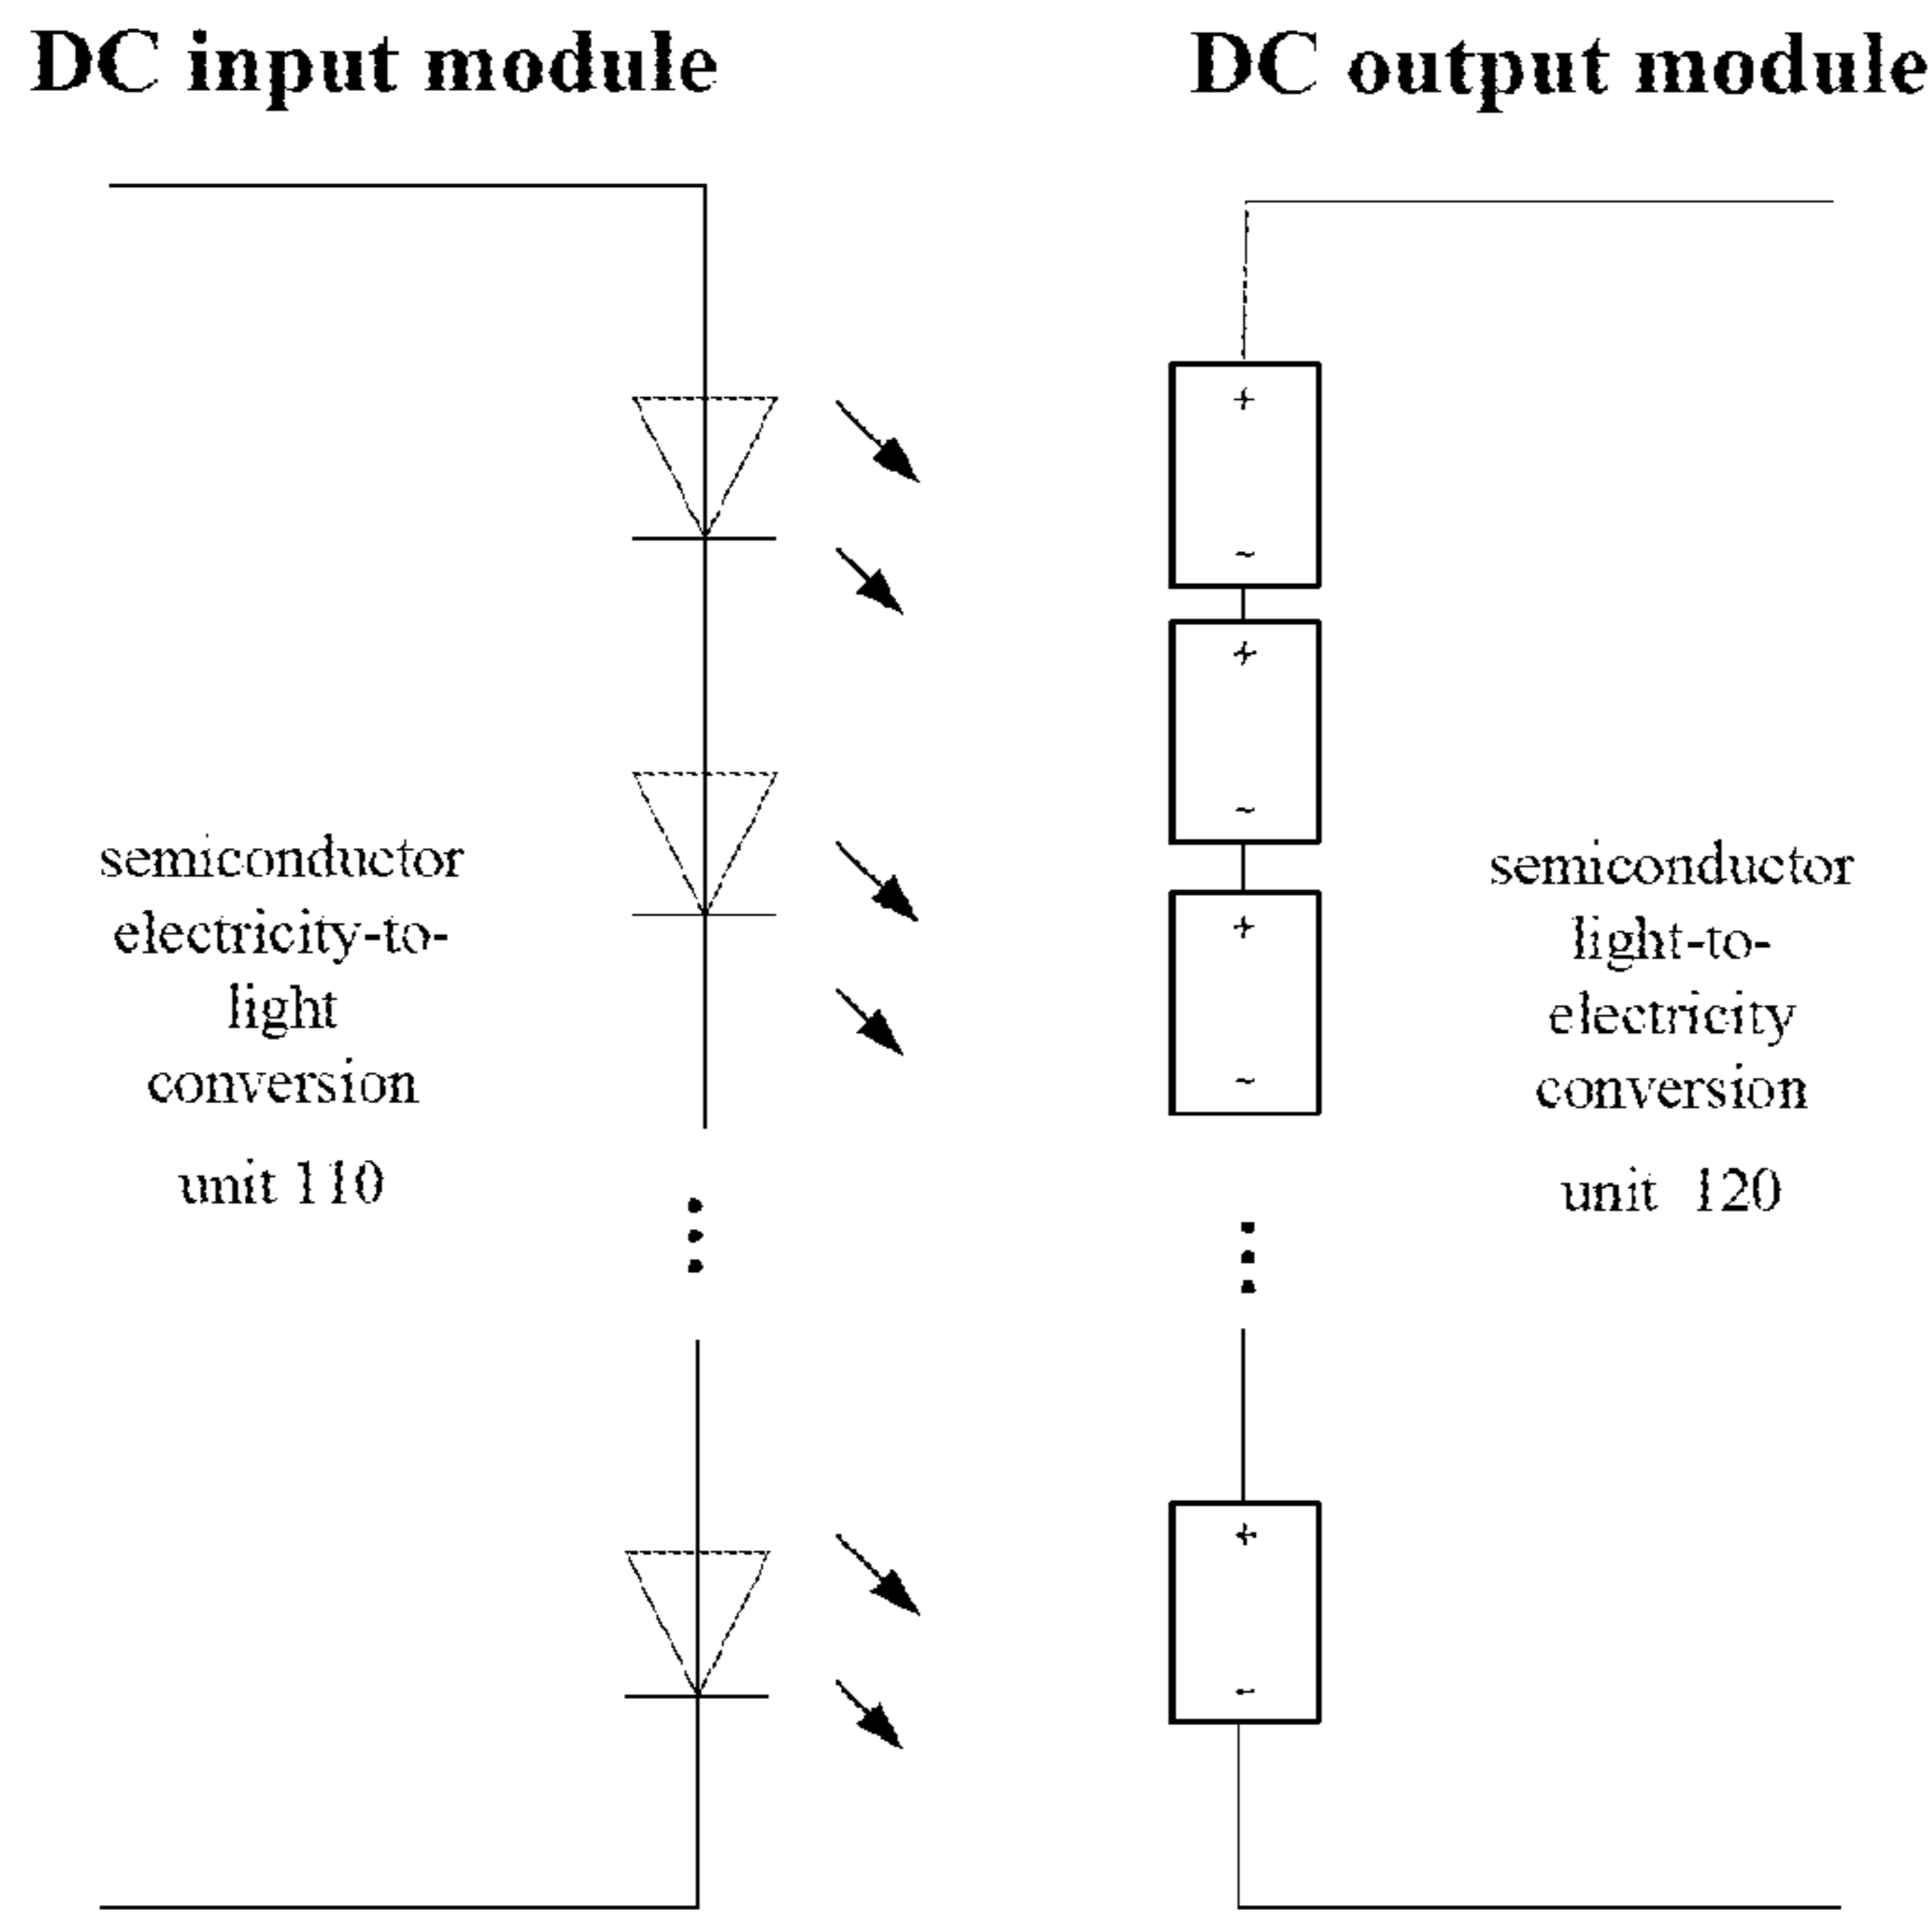 DC input module
DC output module
semiconductor
electricity-to-
light
conversion
unit 110
+
~
+
~
+
~
+
-
semiconductor
light-to-
electricity
conversion
unit 120